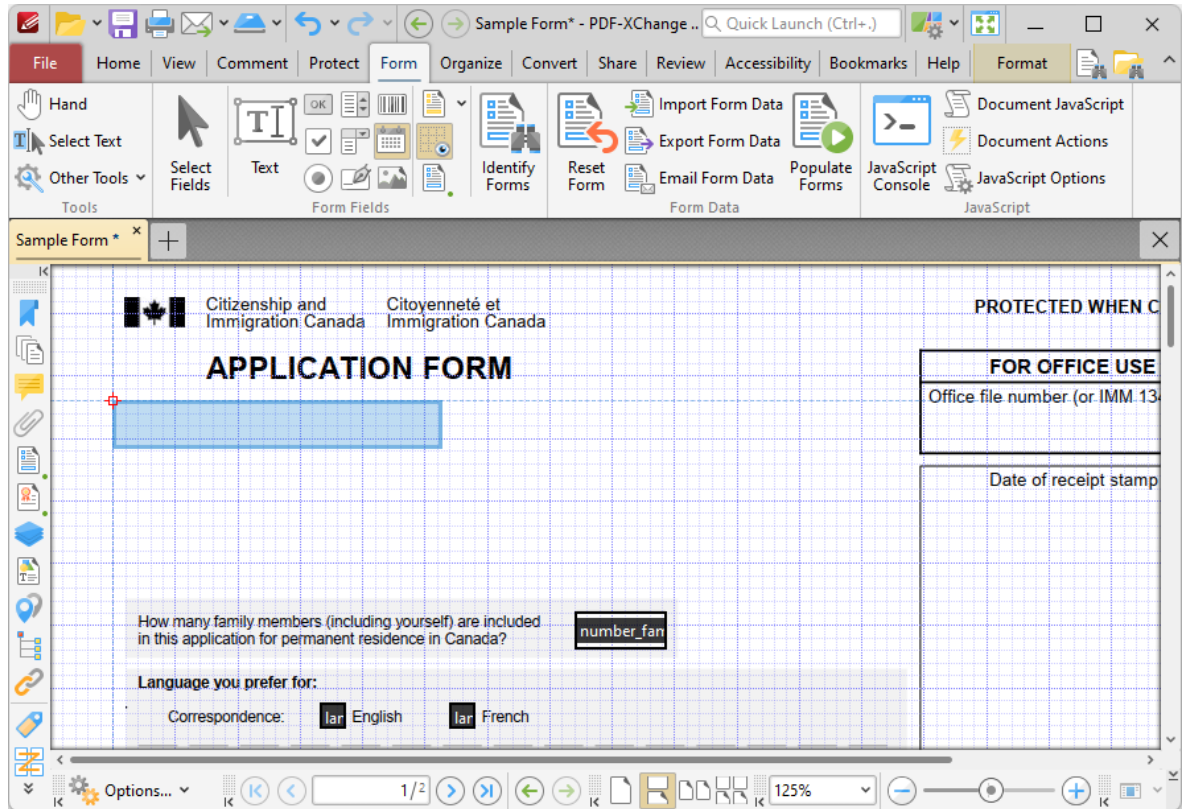 Sample Form* - PDF-XChange ..
Quick Launch (Ctrl+.)
File Home View Comment Protect Form Organize Convert Share Review Accessibility Bookmarks Help Format
Hand
Select Text
Other Tools
Tools
Select Fields
Text
OK
Form Fields
Identify Forms
Reset Form
Import Form Data
Export Form Data
Email Form Data
Populate Forms
Form Data
JavaScript Console
Document JavaScript
Document Actions
JavaScript Options
JavaScript
Sample Form *
Citizenship and
Immigration Canada
Citoyenneté et
Immigration Canada
PROTECTED WHEN C
APPLICATION FORM
FOR OFFICE USE
Office file number (or IMM 134
Date of receipt stamp
How many family members (including yourself) are included
in this application for permanent residence in Canada?
number_fam
Language you prefer for:
Correspondence: lar English lar French
Options...
1/2
125%